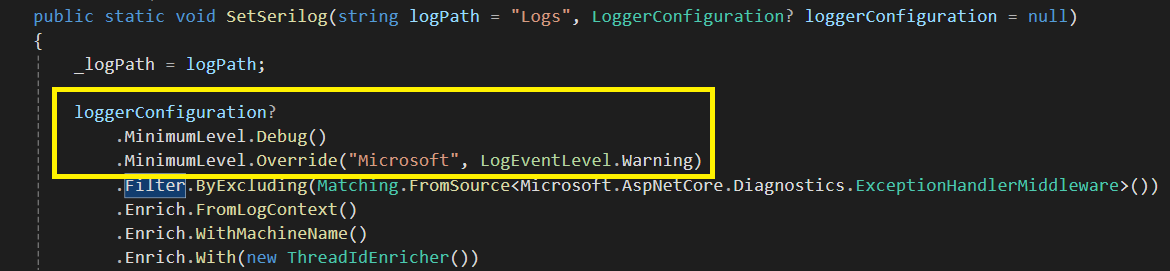 public static void SetSerilog(string logPath = "Logs", LoggerConfiguration? loggerConfiguration = null)
{
_logPath = logPath;
loggerConfiguration?
.MinimumLevel.Debug()
.MinimumLevel.Override("Microsoft", LogEventLevel.Warning)
.Filter.ByExcluding(Matching.FromSource<Microsoft.AspNetCore.Diagnostics.ExceptionHandlerMiddleware>())
.Enrich.FromLogContext()
.Enrich.WithMachineName()
.Enrich.With(new ThreadIdEnricher())